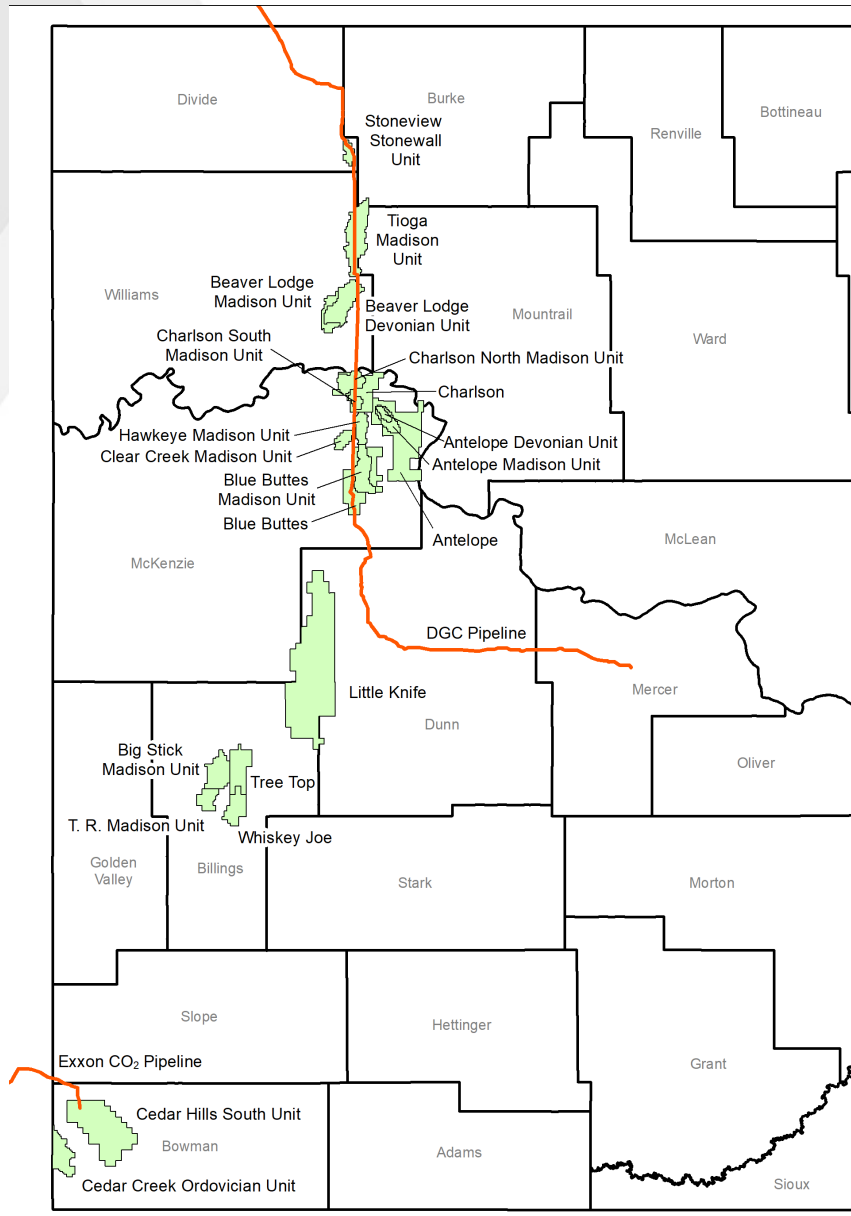 Divide
Burke
Bottineau
Renville
Stoneview
Stonewall
Unit
Tioga
Madison
Unit
Williams
Beaver Lodge
Madison Unit
Beaver Lodge
Devonian Unit
Mountrail
Ward
Charlson South
Madison Unit
Charlson North Madison Unit
Charlson
Hawkeye Madison Unit
Clear Creek Madison Unit
Antelope Devonian Unit
Antelope Madison Unit
Blue Buttes
Madison Unit
Blue Buttes
Antelope
McKenzie
McLean
DGC Pipeline
Mercer
Little Knife
Dunn
Big Stick
Madison Unit
Tree Top
Oliver
T. R. Madison Unit
Whiskey Joe
Golden
Valley
Billings
Stark
Morton
Slope
Hettinger
Exxon CO₂ Pipeline
Grant
Cedar Hills South Unit
Bowman
Adams
Cedar Creek Ordovician Unit
Sioux